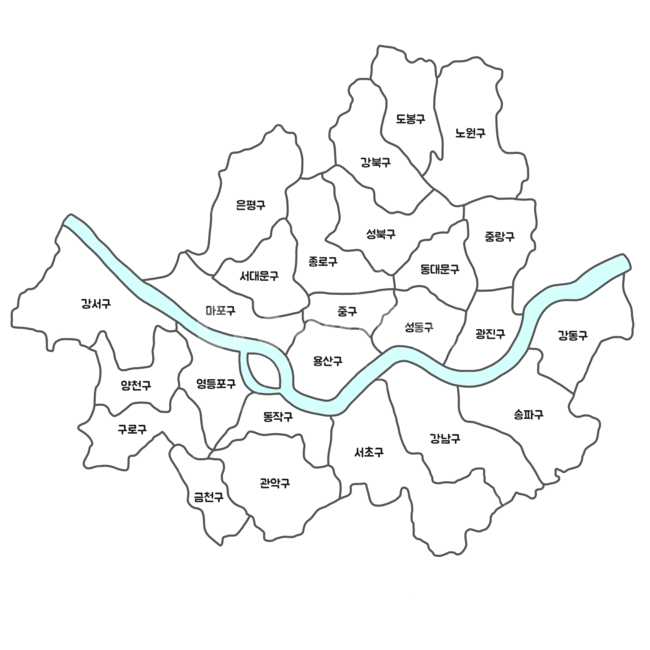 도봉구
노원구
강북구
은평구
성북구
중랑구
종로구
동대문구
서대문구
강서구
마포구
중구
성동구
광진구
강동구
용산구
양천구
영등포구
동작구
송파구
구로구
강남구
서초구
관악구
금천구